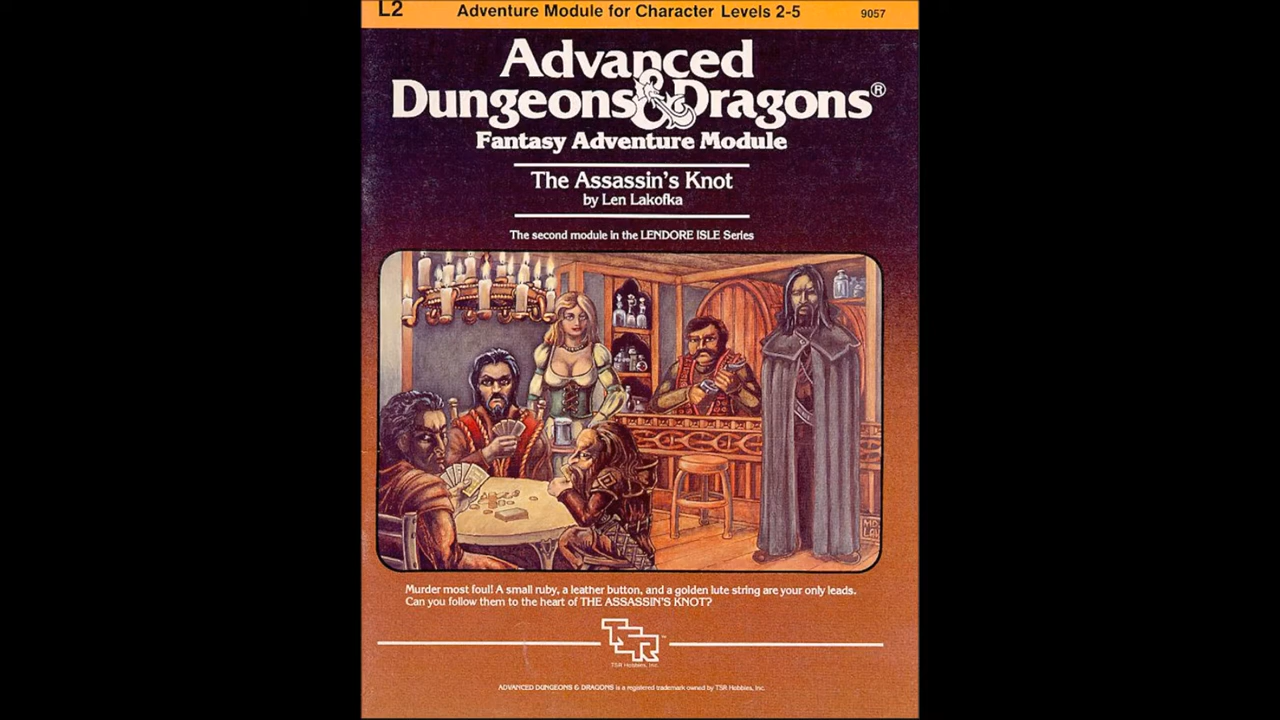 L2
Adventure Module for Character Levels 2-5
9057
Advanced
Dungeons & Dragons®
Fantasy Adventure Module
The Assassin's Knot
by Len Lakofka
The second module in the LENDORE ISLE Series
Murder most foul! A small ruby, a leather button, and a golden lute string are your only leads.
Can you follow them to the heart of THE ASSASSIN'S KNOT?
TSR™
TSR Hobbies, Inc.
ADVANCED DUNGEONS & DRAGONS is a registered trademark owned by TSR Hobbies, Inc.